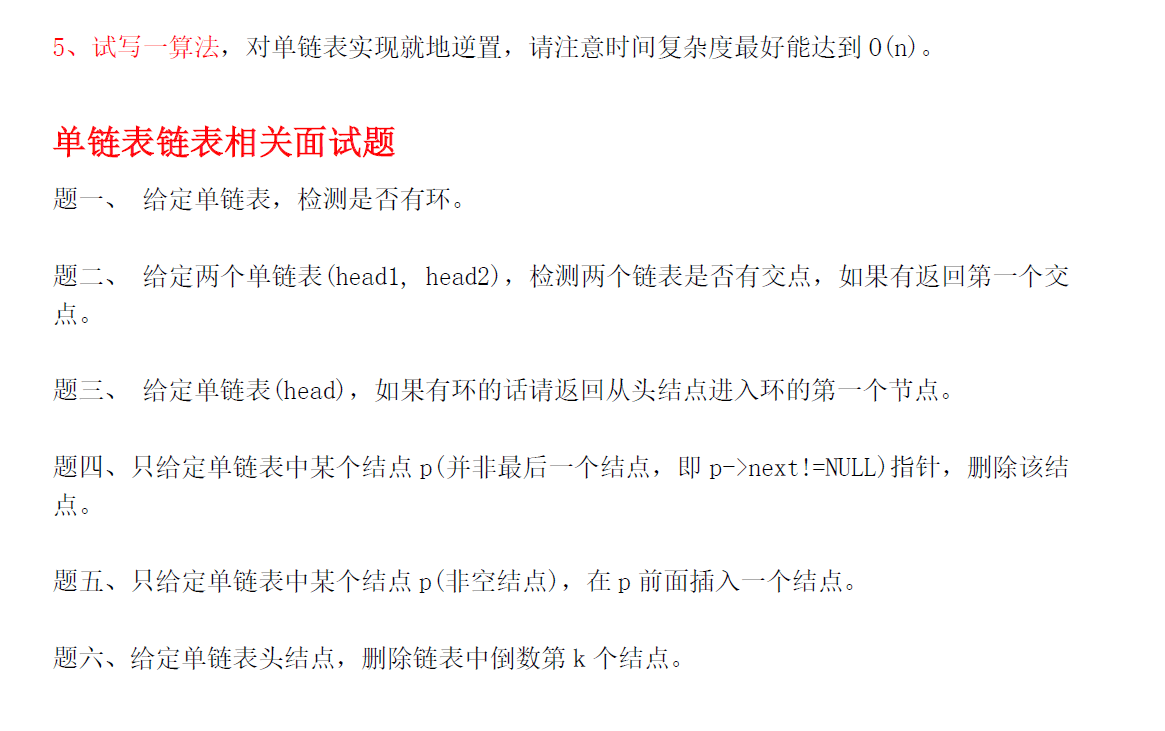 5、试写一算法，对单链表实现就地逆置，请注意时间复杂度最好能达到 O(n)。
单链表链表相关面试题
题一、 给定单链表，检测是否有环。
题二、 给定两个单链表(head1, head2)，检测两个链表是否有交点，如果有返回第一个交
点。
题三、 给定单链表(head)，如果有环的话请返回从头结点进入环的第一个节点。
题四、只给定单链表中某个结点 p(并非最后一个结点，即 p->next!=NULL)指针，删除该结
点。
题五、只给定单链表中某个结点 p(非空结点)，在 p 前面插入一个结点。
题六、给定单链表头结点，删除链表中倒数第 k 个结点。